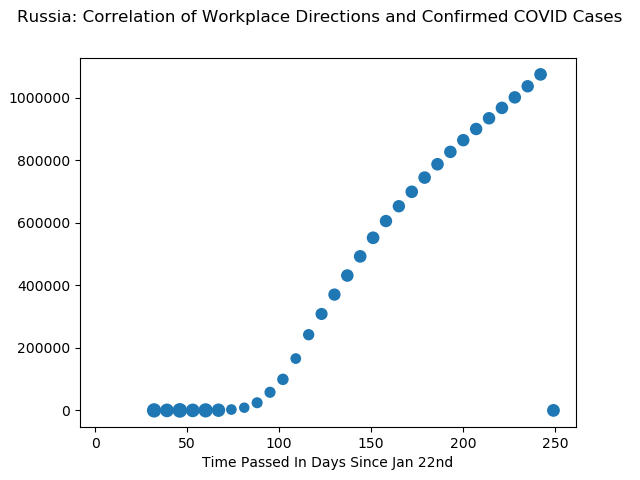 Russia: Correlation of Workplace Directions and Confirmed COVID Cases
1000000
800000
600000
400000
200000
0
0 50 100 150 200 250
Time Passed In Days Since Jan 22nd